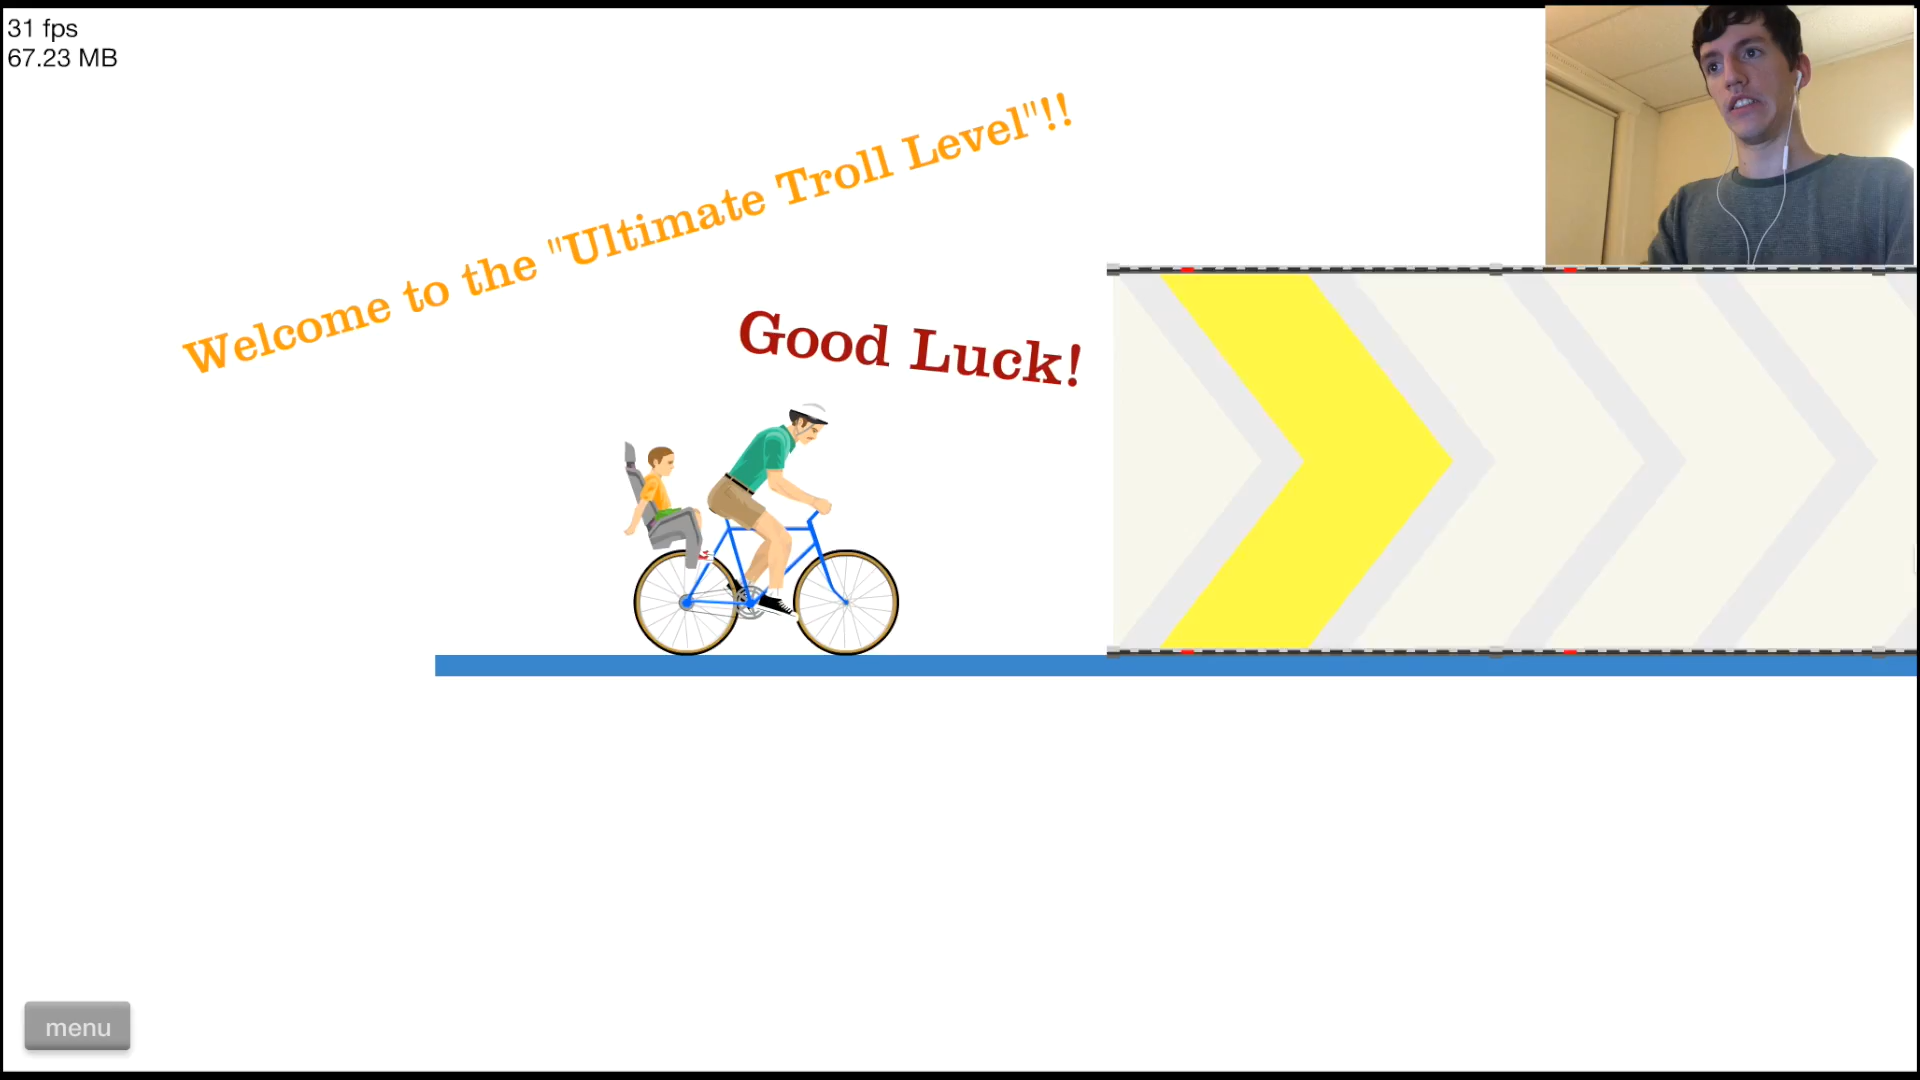 31 fps
67.23 MB
Welcome to the "Ultimate Troll Level"!!
Good Luck!
menu